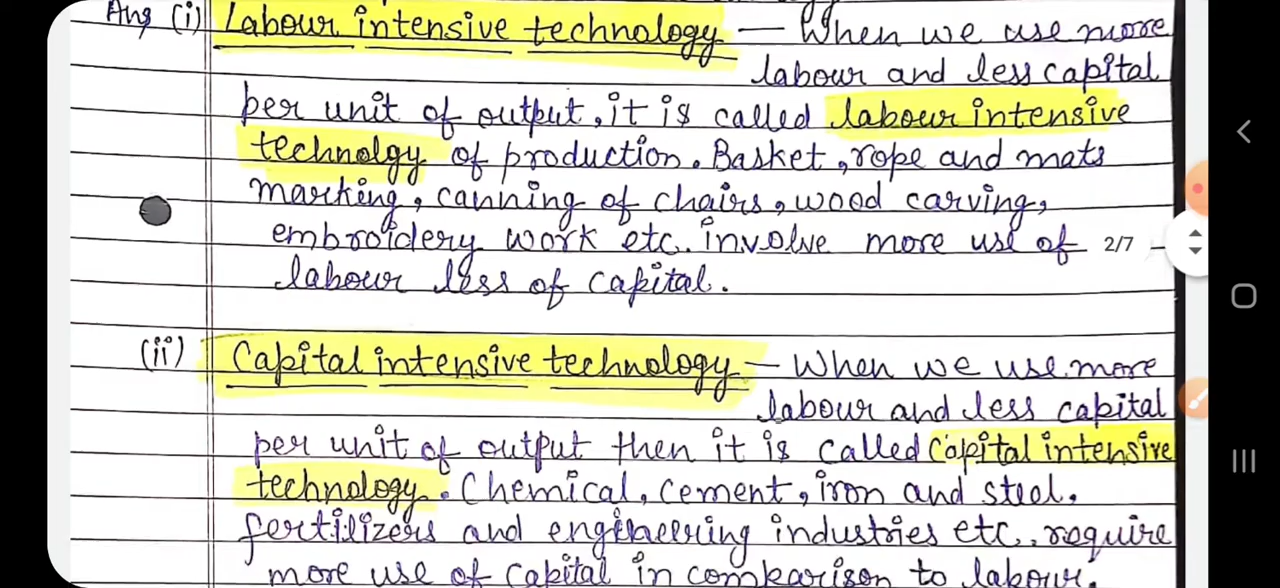 Ans (i) Labour intensive technology — When we use more
labour and less capital
per unit of output, it is called labour intensive
technolgy of production. Basket, rope and mats
marking, canning of chairs, wood carving,
embroidery work etc. involve more use of
labour less of capital.
2/7
(ii) Capital intensive technology — When we use more
labour and less capital
per unit of output then it is called Capital intensive
technology. Chemical, cement, iron and steel,
fertilizers and engineering industries etc. require
more use of capital in comparison to labour.